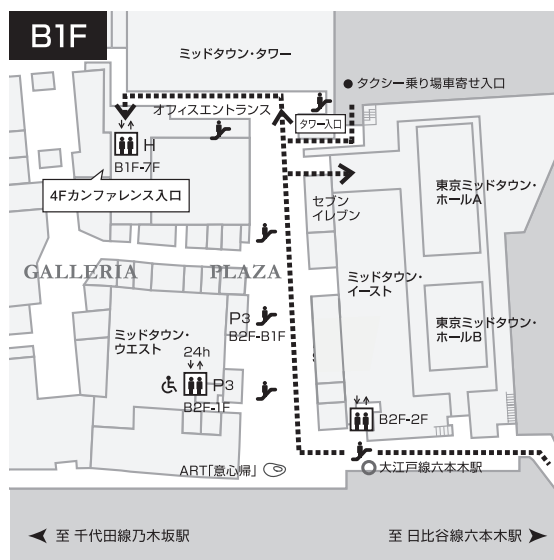 B1F
ミッドタウン・タワー
● タクシー乗り場車寄せ入口
オフィスエントランス
タワー入口
H
B1F-7F
4Fカンファレンス入口
セブン
イレブン
東京ミッドタウン・
ホールA
GALLERIA
PLAZA
ミッドタウン・
イースト
P3
B2F-B1F
東京ミッドタウン・
ホールB
ミッドタウン・
ウエスト
24h
P3
B2F-1F
B2F-2F
ART「意心帰」
大江戸線六本木駅
至 千代田線乃木坂駅
至 日比谷線六本木駅